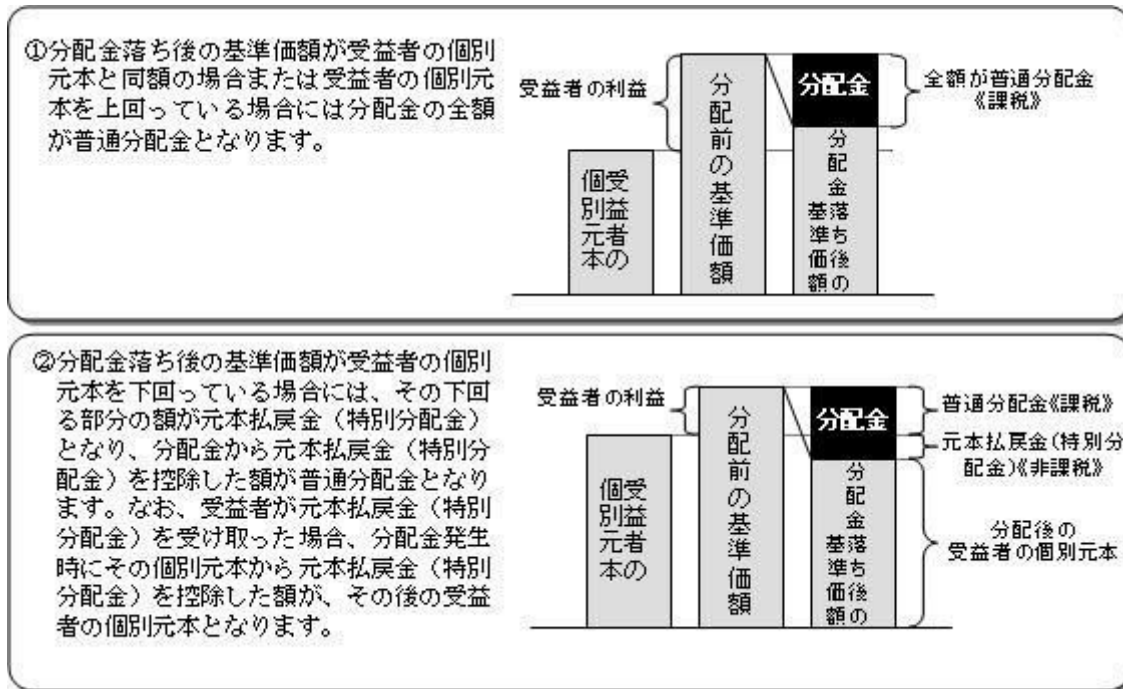 ①分配金落ち後の基準価額が受益者の個別
元本と同額の場合または受益者の個別元
本を上回っている場合には分配金の全額
が普通分配金となります。
受益者の利益
受益者の
個別元本
分配前の基準価額
分配金
分配金落ち後の
基準価額
全額が普通分配金
《課税》
②分配金落ち後の基準価額が受益者の個別
元本を下回っている場合には、その下回
る部分の額が元本払戻金（特別分配金）
となり、分配金から元本払戻金（特別分
配金）を控除した額が普通分配金となり
ます。なお、受益者が元本払戻金（特別
分配金）を受け取った場合、分配金発生
時にその個別元本から元本払戻金（特別
分配金）を控除した額が、その後の受益
者の個別元本となります。
受益者の利益
受益者の
個別元本
分配前の基準価額
分配金
分配金落ち後の
基準価額
普通分配金《課税》
元本払戻金(特別分
配金)《非課税》
分配後の
受益者の個別元本